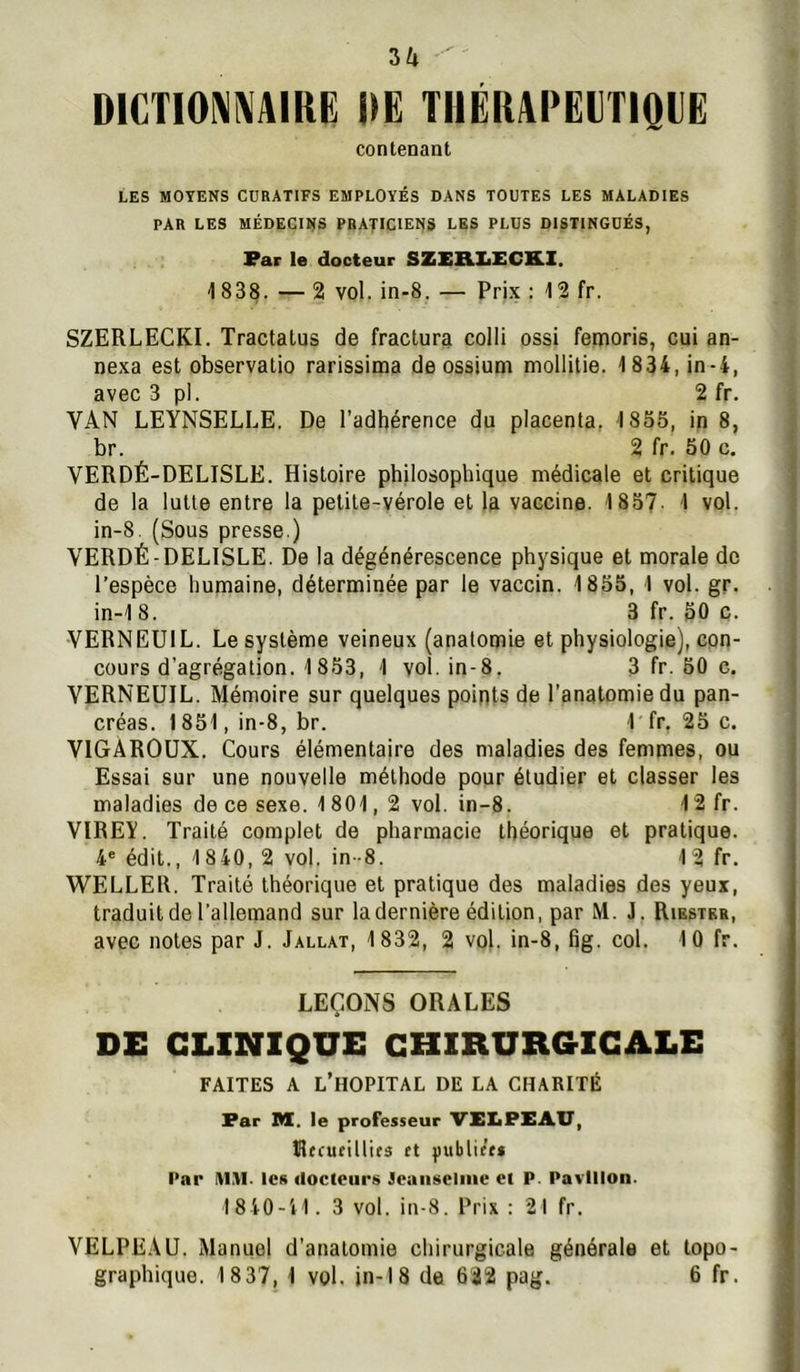 34
DICTIONNAIRE DE THÉRAPEUTIQUE
contenant
LES MOYENS CURATIFS EMPLOYÉS DANS TOUTES LES MALADIES
PAR LES MÉDECINS PRATICIENS LES PLUS DISTINGUÉS,
Par le docteur SZERLECKI.
1838. — 2 vol. in-8. — Prix : 12 fr.
SZERLECKI. Tractatus de fractura colli ossi femoris, cui an-
nexa est observatio rarissima de ossium mollitie. 1834, in-4,
avec 3 pl. 2 fr.
VAN LEYNSELLE. De l'adhérence du placenta. 1855, in 8,
br. 2 fr. 50 c.
VERDÉ-DELISLE. Histoire philosophique médicale et critique
de la lutte entre la petite-vérole et la vaccine. 1857. 1 vol.
in-8. (Sous presse.)
VERDÉ-DELISLE. De la dégénérescence physique et morale de
l'espèce humaine, déterminée par le vaccin. 1855, 1 vol. gr.
in-18. 3 fr. 50 c.
VERNEUIL. Le système veineux (anatomie et physiologie), con-
cours d'agrégation. 1853, 1 vol. in-8. 3 fr. 50 c.
VERNEUIL. Mémoire sur quelques points de l'anatomie du pan-
créas. 1851, in-8, br. 1 fr. 25 c.
VIGAROUX. Cours élémentaire des maladies des femmes, ou
Essai sur une nouvelle méthode pour étudier et classer les
maladies de ce sexe. 1801, 2 vol. in-8. 12 fr.
VIREY. Traité complet de pharmacie théorique et pratique.
4e édit., 1840, 2 vol. in-8. 12 fr.
WELLER. Traité théorique et pratique des maladies des yeux,
traduit de l'allemand sur la dernière édition, par M. J. RIESTER,
avec notes par J. JALLAT, 1832, 2 vol. in-8, fig. col. 10 fr.
LEÇONS ORALES
DE CLINIQUE CHIRURGICALE
FAITES A L'HOPITAL DE LA CHARITÉ
Par M. le professeur VELPEAU,
Recueillies et publiées
Par MM. les docteurs Jeanselme et P. Pavillon.
1840-41. 3 vol. in-8. Prix : 21 fr.
VELPEAU. Manuel d'anatomie chirurgicale générale et topo-
graphique. 1837, 1 vol. in-18 de 622 pag. 6 fr.